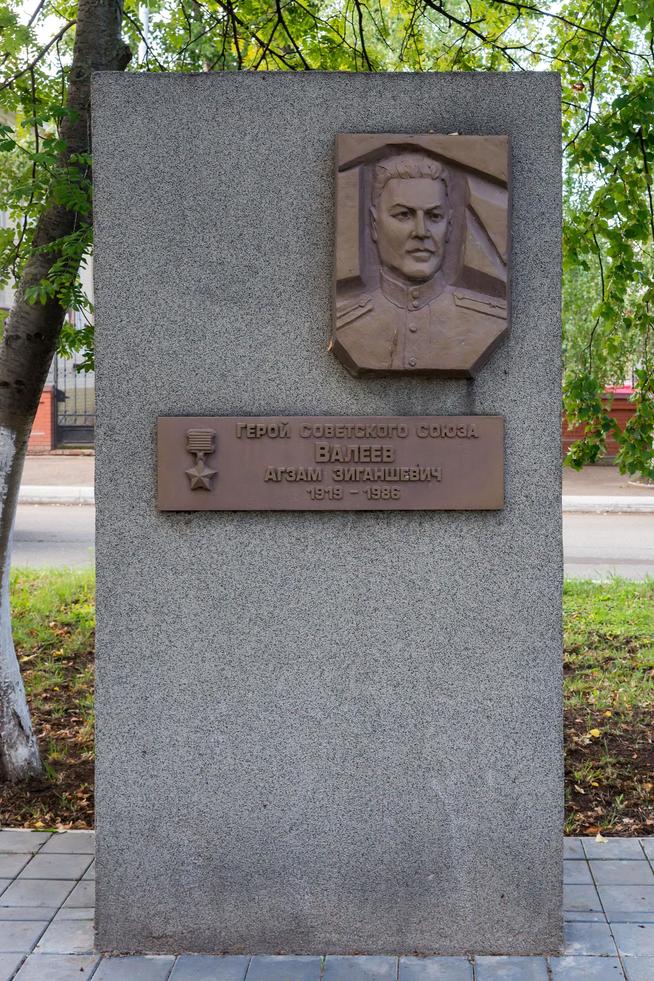 Герой Советского Союза
Валеев
Агзам Зиганшевич
1919 - 1986